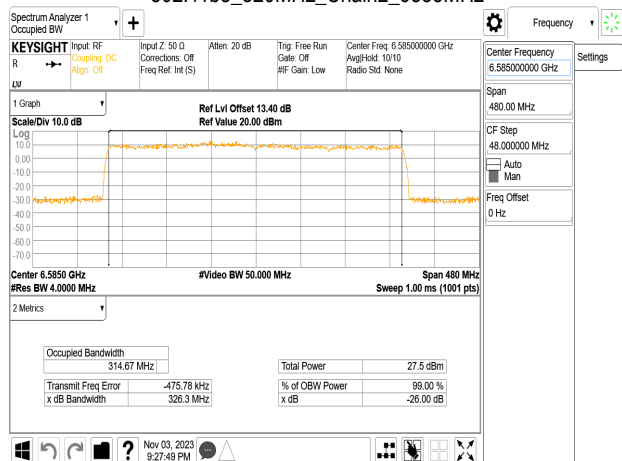 Spectrum Analyzer 1
Occupied BW
Frequency
KEYSIGHT
R
Input: RF
Coupling: DC
Align: Off
Input Z: 50 Ω
Corrections: Off
Freq Ref: Int (S)
Atten: 20 dB
Trig: Free Run
Gate: Off
#IF Gain: Low
Center Freq: 6.585000000 GHz
Avg|Hold: 10/10
Radio Std: None
Center Frequency
6.585000000 GHz
Settings
Span
480.00 MHz
CF Step
48.000000 MHz
Auto
Man
Freq Offset
0 Hz
1 Graph
Ref Lvl Offset 13.40 dB
Scale/Div 10.0 dB
Ref Value 20.00 dBm
Log
10.0
0.00
-10.0
-20.0
-30.0
-40.0
-50.0
-60.0
-70.0
Center 6.5850 GHz
#Video BW 50.000 MHz
Span 480 MHz
#Res BW 4.0000 MHz
Sweep 1.00 ms (1001 pts)
2 Metrics
Occupied Bandwidth
314.67 MHz
Total Power 27.5 dBm
Transmit Freq Error -475.78 kHz
% of OBW Power 99.00 %
x dB Bandwidth 326.3 MHz
x dB -26.00 dB
?
Nov 03, 2023
9:27:49 PM